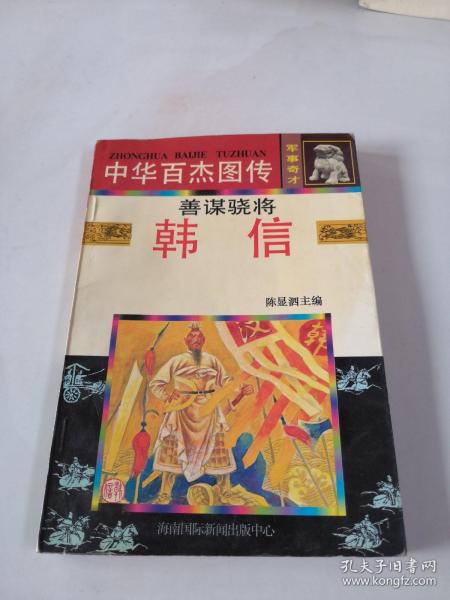 ZHONGHUA BAIJIE TUZHUAN
中华百杰图传
军事奇才
善谋骁将
韩信
陈显泗主编
汉
韩
海南国际新闻出版中心
孔夫子旧书网
www.kongfz.com